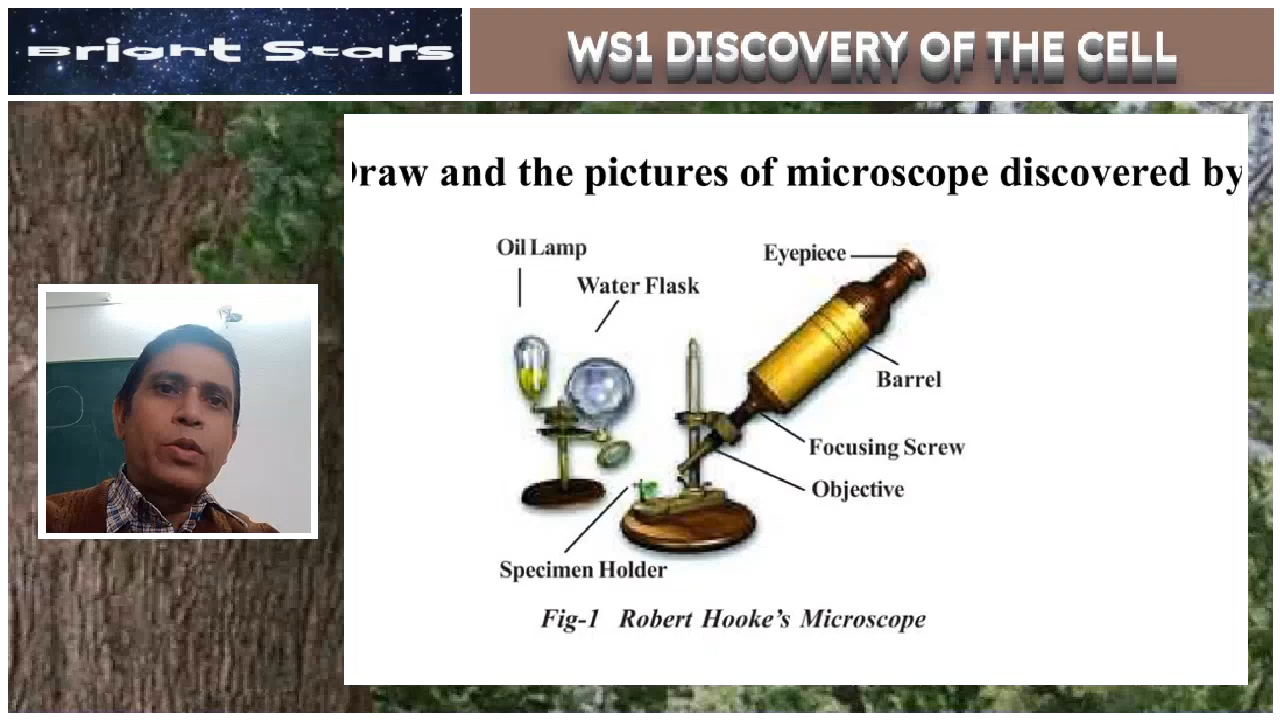 Bright Stars
WS1 DISCOVERY OF THE CELL
Draw and the pictures of microscope discovered by
Oil Lamp
Eyepiece
Water Flask
Barrel
Focusing Screw
Objective
Specimen Holder
Fig-1 Robert Hooke's Microscope